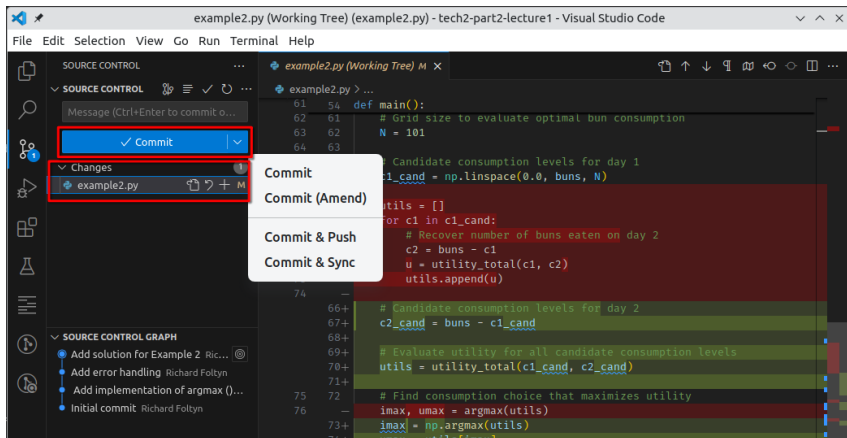 example2.py (Working Tree) (example2.py) - tech2-part2-lecture1 - Visual Studio Code
File Edit Selection View Go Run Terminal Help
SOURCE CONTROL
example2.py (Working Tree) M
SOURCE CONTROL
example2.py > ...
Message (Ctrl+Enter to commit o...
Commit
Changes 1
example2.py M
1
Commit
Commit (Amend)
Commit & Push
Commit & Sync
61 54 def main():
62 61 # Grid size to evaluate optimal bun consumption
63 62 N = 101
64 63
# Candidate consumption levels for day 1
c1_cand = np.linspace(0.0, buns, N)
utils = []
for c1 in c1_cand:
# Recover number of buns eaten on day 2
c2 = buns - c1
u = utility_total(c1, c2)
utils.append(u)
74 —
66+ # Candidate consumption levels for day 2
67+ c2_cand = buns - c1_cand
68+
69+ # Evaluate utility for all candidate consumption levels
70+ utils = utility_total(c1_cand, c2_cand)
71+
75 72 # Find consumption choice that maximizes utility
76 — imax, umax = argmax(utils)
73+ imax = np.argmax(utils)
SOURCE CONTROL GRAPH
Add solution for Example 2 Ric...
Add error handling Richard Foltyn
Add implementation of argmax ()...
Initial commit Richard Foltyn